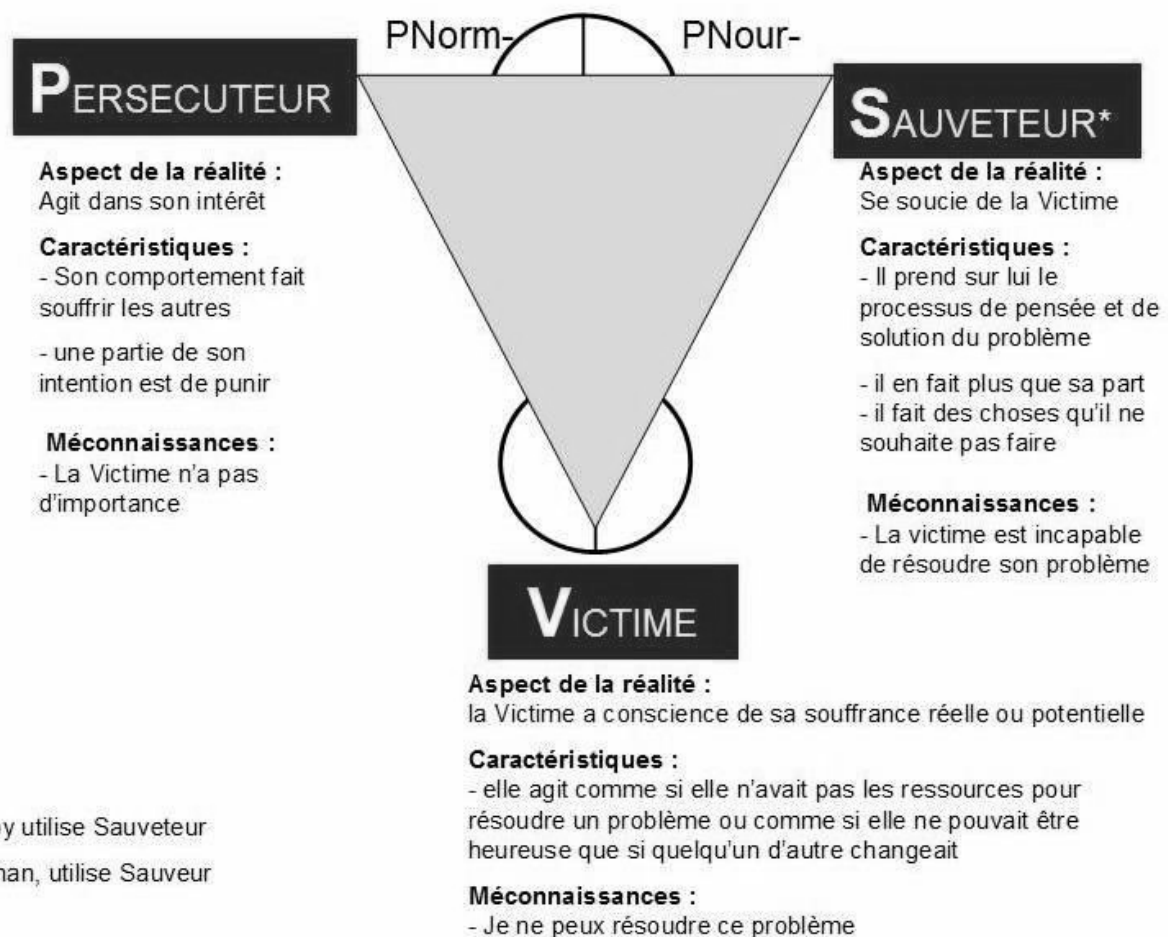 PNorm-
PNour-
PERSECUTEUR
Aspect de la réalité :
Agit dans son intérêt
Caractéristiques :
- Son comportement fait
souffrir les autres
- une partie de son
intention est de punir
Méconnaissances :
- La Victime n'a pas
d'importance
SAUVETEUR*
Aspect de la réalité :
Se soucie de la Victime
Caractéristiques :
- Il prend sur lui le
processus de pensée et de
solution du problème
- il en fait plus que sa part
- il fait des choses qu'il ne
souhaite pas faire
Méconnaissances :
- La victime est incapable
de résoudre son problème
VICTIME
Aspect de la réalité :
la Victime a conscience de sa souffrance réelle ou potentielle
Caractéristiques :
- elle agit comme si elle n'avait pas les ressources pour
résoudre un problème ou comme si elle ne pouvait être
heureuse que si quelqu'un d'autre changeait
Méconnaissances :
- Je ne peux résoudre ce problème
utilise Sauveteur
utilise Sauveur